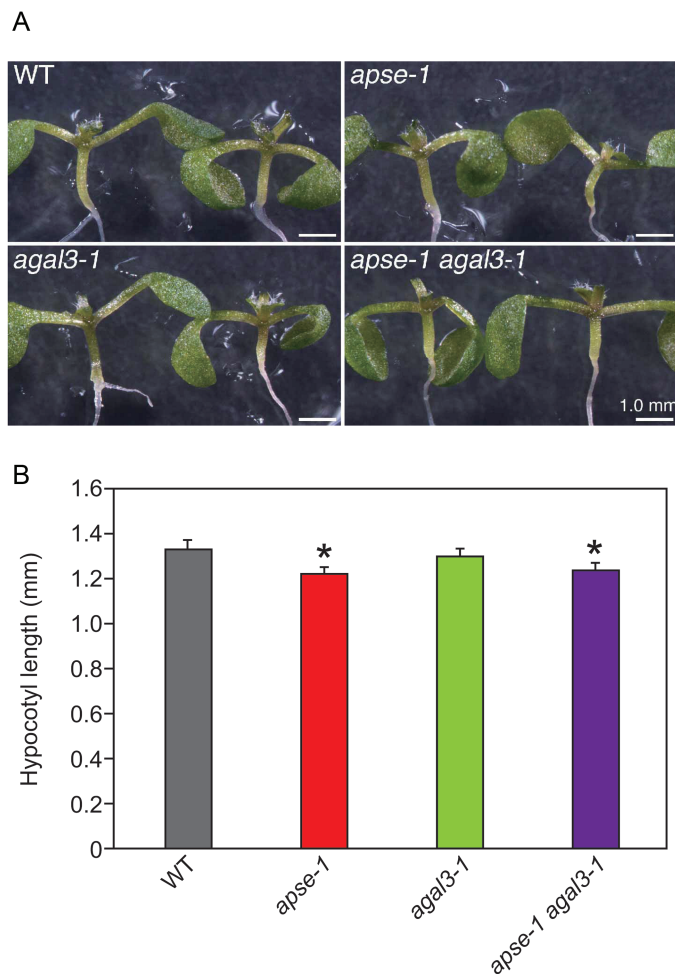 A
WT
apse-1
agal3-1
apse-1 agal3-1
1.0 mm
B
Hypocotyl length (mm)
1.6
1.4
1.2
1.0
0.8
0.6
0.4
0.2
0
*
*
WT
apse-1
agal3-1
apse-1 agal3-1